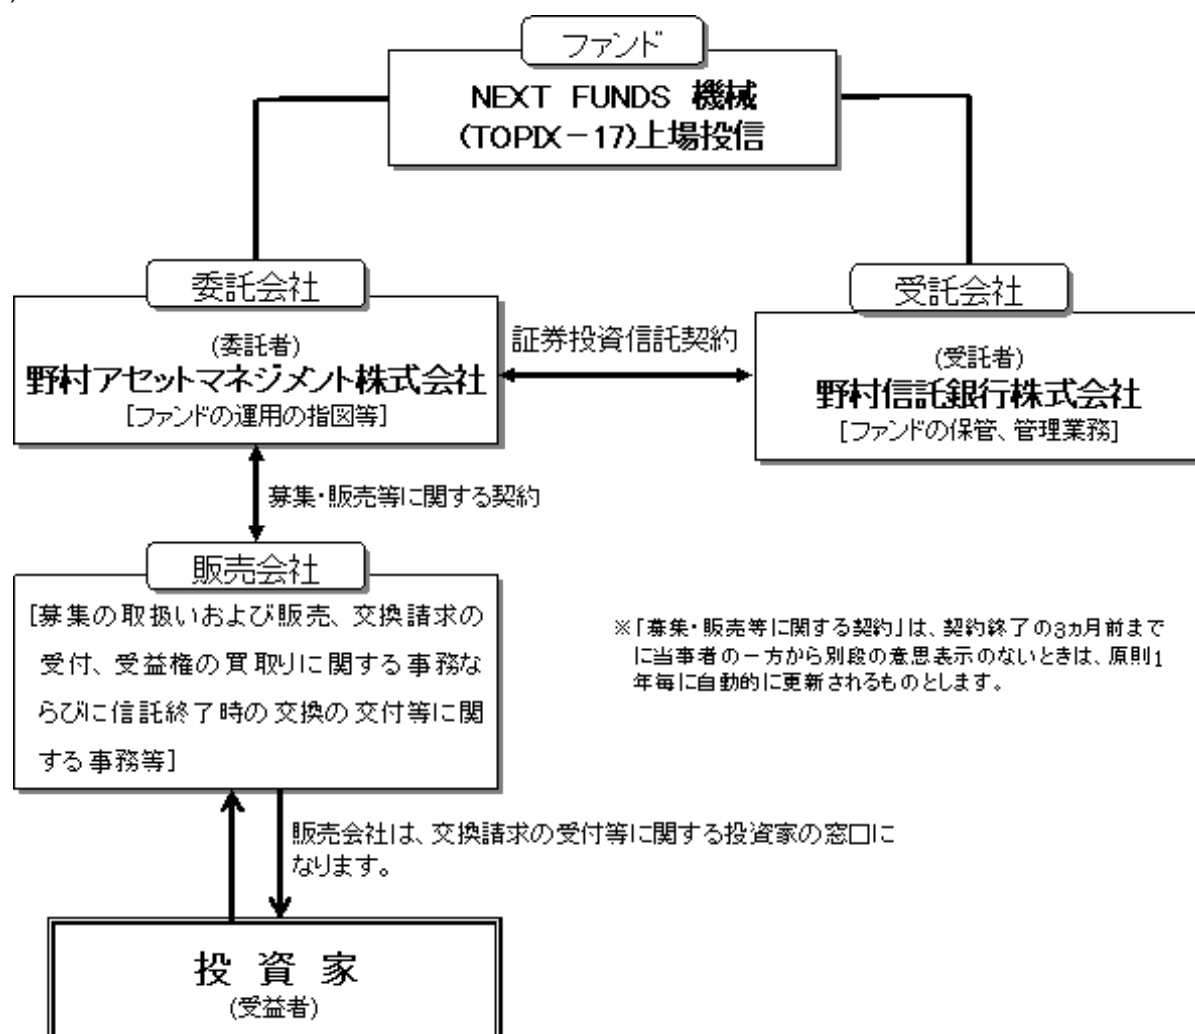 ファンド
NEXT FUNDS 機械
(TOPIX－17)上場投信
委託会社
(委託者)
野村アセットマネジメント株式会社
[ファンドの運用の指図等]
証券投資信託契約
受託会社
(受託者)
野村信託銀行株式会社
[ファンドの保管、管理業務]
募集・販売等に関する契約
販売会社
[募集の取扱いおよび販売、交換請求の
受付、受益権の買取りに関する事務な
らびに信託終了時の交換の交付等に関
する事務等]
※「募集・販売等に関する契約」は、契約終了の3ヵ月前まで
に当事者の一方から別段の意思表示のないときは、原則1
年毎に自動的に更新されるものとします。
販売会社は、交換請求の受付等に関する投資家の窓口に
なります。
投資家
(受益者)